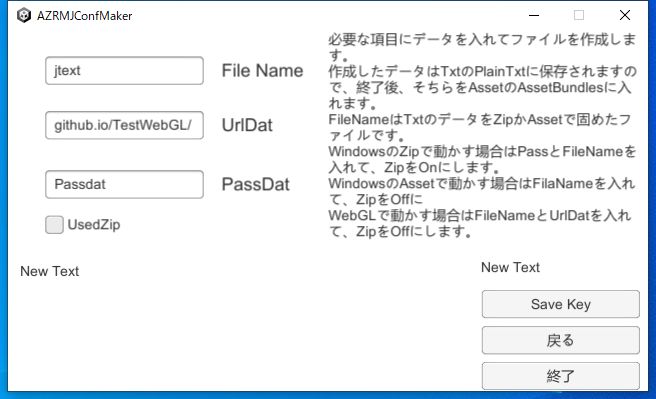 AZRMJConfMaker
jtext
File Name
github.io/TestWebGL/
UrlDat
Passdat
PassDat
UsedZip
必要な項目にデータを入れてファイルを作成しま
す。
作成したデータはTxtのPlainTxtに保存されますの
で、終了後、そちらをAssetのAssetBundlesに入
れます。
FileNameはTxtのデータをZipかAssetで固めたフ
ァイルです。
WindowsのZipで動かす場合はPassとFileNameを
入れて、ZipをOnにします。
WindowsのAssetで動かす場合はFilaNameを入れ
て、ZipをOffに
WebGLで動かす場合はFileNameとUrlDatを入れ
て、ZipをOffにします。
New Text
New Text
Save Key
戻る
終了